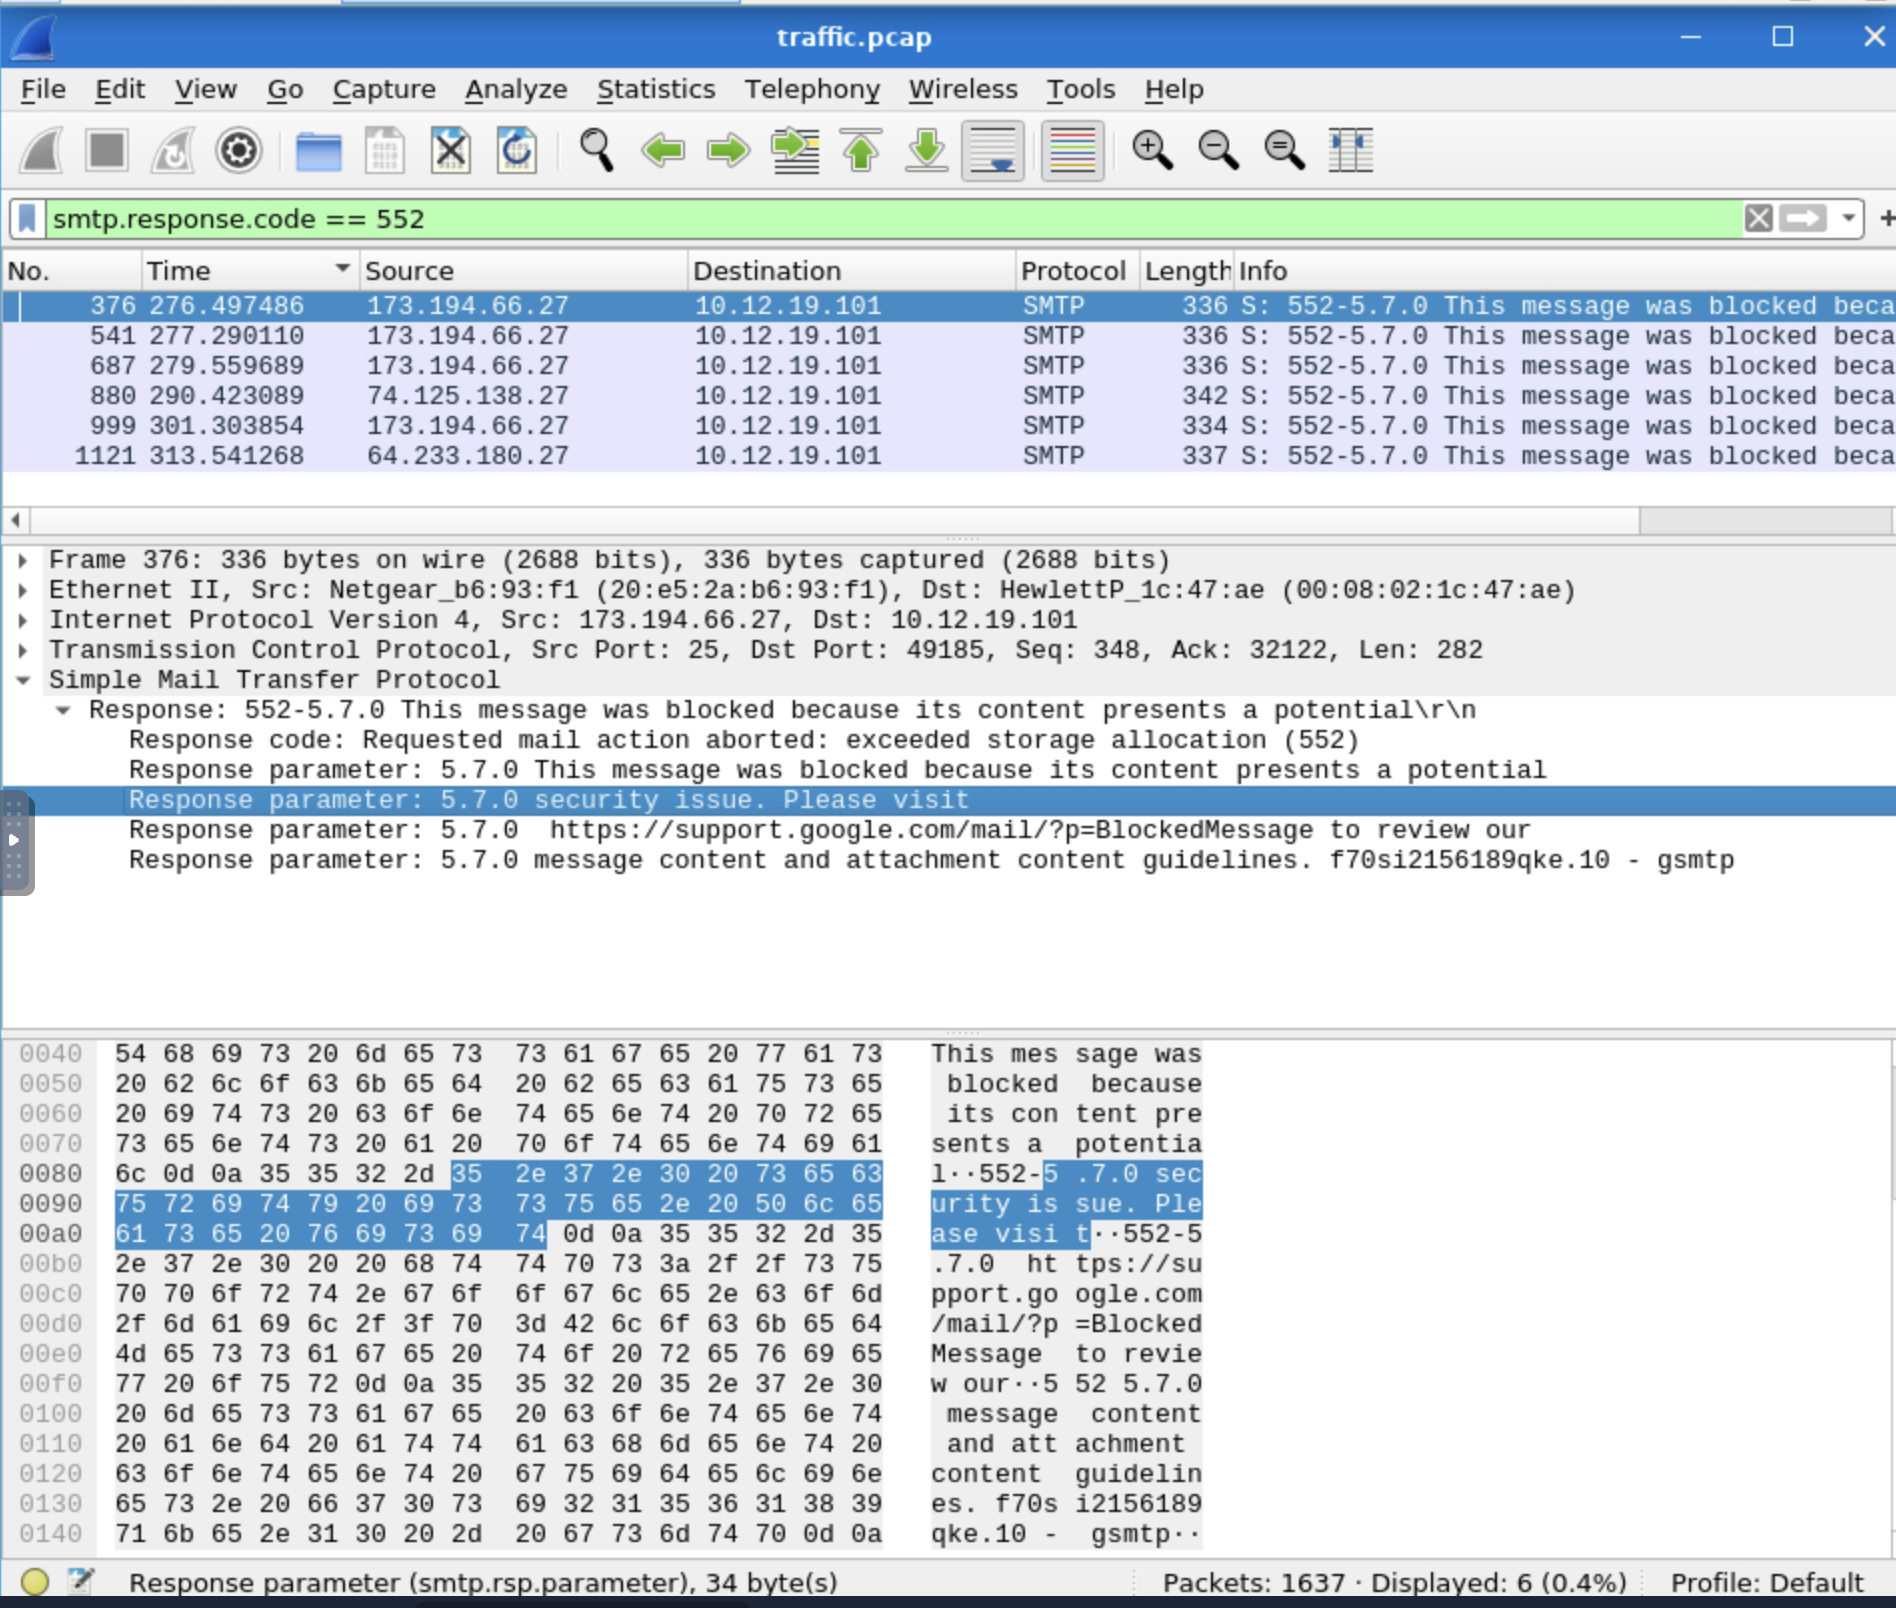 traffic.pcap
File Edit View Go Capture Analyze Statistics Telephony Wireless Tools Help
smtp.response.code == 552
No. Time Source Destination Protocol Length Info
376 276.497486 173.194.66.27 10.12.19.101 SMTP 336 S: 552-5.7.0 This message was blocked beca
541 277.290110 173.194.66.27 10.12.19.101 SMTP 336 S: 552-5.7.0 This message was blocked beca
687 279.559689 173.194.66.27 10.12.19.101 SMTP 336 S: 552-5.7.0 This message was blocked beca
880 290.423089 74.125.138.27 10.12.19.101 SMTP 342 S: 552-5.7.0 This message was blocked beca
999 301.303854 173.194.66.27 10.12.19.101 SMTP 334 S: 552-5.7.0 This message was blocked beca
1121 313.541268 64.233.180.27 10.12.19.101 SMTP 337 S: 552-5.7.0 This message was blocked beca
Frame 376: 336 bytes on wire (2688 bits), 336 bytes captured (2688 bits)
Ethernet II, Src: Netgear_b6:93:f1 (20:e5:2a:b6:93:f1), Dst: HewlettP_1c:47:ae (00:08:02:1c:47:ae)
Internet Protocol Version 4, Src: 173.194.66.27, Dst: 10.12.19.101
Transmission Control Protocol, Src Port: 25, Dst Port: 49185, Seq: 348, Ack: 32122, Len: 282
Simple Mail Transfer Protocol
Response: 552-5.7.0 This message was blocked because its content presents a potential\r\n
Response code: Requested mail action aborted: exceeded storage allocation (552)
Response parameter: 5.7.0 This message was blocked because its content presents a potential
Response parameter: 5.7.0 security issue. Please visit
Response parameter: 5.7.0  https://support.google.com/mail/?p=BlockedMessage to review our
Response parameter: 5.7.0 message content and attachment content guidelines. f70si2156189qke.10 - gsmtp
0040 54 68 69 73 20 6d 65 73 73 61 67 65 20 77 61 73 This mes sage was
0050 20 62 6c 6f 63 6b 65 64 20 62 65 63 61 75 73 65 blocked  because
0060 20 69 74 73 20 63 6f 6e 74 65 6e 74 20 70 72 65 its con tent pre
0070 73 65 6e 74 73 20 61 20 70 6f 74 65 6e 74 69 61 sents a  potentia
0080 6c 0d 0a 35 35 32 2d 35 2e 37 2e 30 20 73 65 63 l··552-5 .7.0 sec
0090 75 72 69 74 79 20 69 73 73 75 65 2e 20 50 6c 65 urity is sue. Ple
00a0 61 73 65 20 76 69 73 69 74 0d 0a 35 35 32 2d 35 ase visi t··552-5
00b0 2e 37 2e 30 20 20 68 74 74 70 73 3a 2f 2f 73 75 .7.0  ht tps://su
00c0 70 70 6f 72 74 2e 67 6f 6f 67 6c 65 2e 63 6f 6d pport.go ogle.com
00d0 2f 6d 61 69 6c 2f 3f 70 3d 42 6c 6f 63 6b 65 64 /mail/?p =Blocked
00e0 4d 65 73 73 61 67 65 20 74 6f 20 72 65 76 69 65 Message  to revie
00f0 77 20 6f 75 72 0d 0a 35 35 32 20 35 2e 37 2e 30 w our··5 52 5.7.0
0100 20 6d 65 73 73 61 67 65 20 63 6f 6e 74 65 6e 74 message  content
0110 20 61 6e 64 20 61 74 74 61 63 68 6d 65 6e 74 20 and att achment
0120 63 6f 6e 74 65 6e 74 20 67 75 69 64 65 6c 69 6e content  guidelin
0130 65 73 2e 20 66 37 30 73 69 32 31 35 36 31 38 39 es. f70s i2156189
0140 71 6b 65 2e 31 30 20 2d 20 67 73 6d 74 70 0d 0a qke.10 -  gsmtp··
Response parameter (smtp.rsp.parameter), 34 byte(s) Packets: 1637 · Displayed: 6 (0.4%) Profile: Default